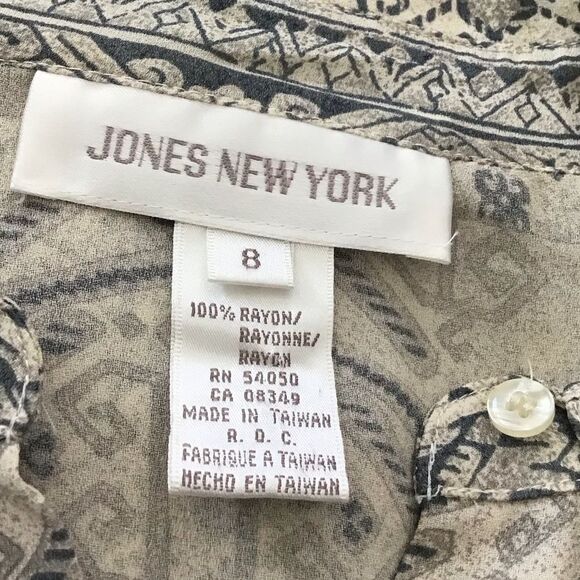 JONES NEW YORK
8
100% RAYON/
RAYONNE/
RAYON
RN 54050
CA 08349
MADE IN TAIWAN
R. O. C.
FABRIQUE A TAIWAN
HECHO EN TAIWAN